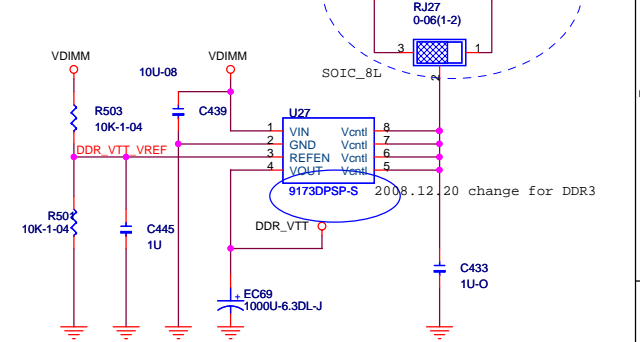 RJ27
0-06(1-2)
3
1
2
SOIC_8L
VDIMM
VDIMM
10U-08
C439
R503
10K-1-04
U27
1 VIN Vcntl 8
2 GND Vcntl 7
3 REFEN Vcntl 6
4 VOUT Vcntl 5
DDR_VTT_VREF
9173DPSP-S
2008.12.20 change for DDR3
R501
10K-1-04
C445
1U
DDR_VTT
+
EC69
1000U-6.3DL-J
C433
1U-O